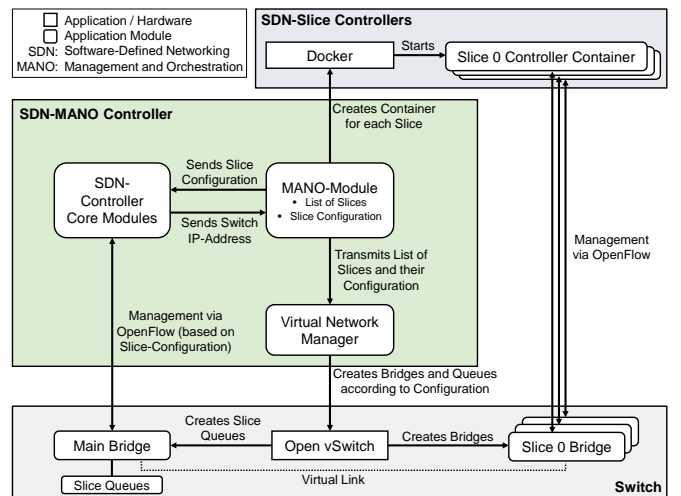 Application / Hardware
Application Module
SDN: Software-Defined Networking
MANO: Management and Orchestration
SDN-Slice Controllers
Docker
Starts
Slice 0 Controller Container
Creates Container
for each Slice
SDN-MANO Controller
SDN-
Controller
Core Modules
Sends Slice
Configuration
Sends Switch
IP-Address
MANO-Module
• List of Slices
• Slice Configuration
Transmits List of
Slices and their
Configuration
Management
via OpenFlow
Management via
OpenFlow (based on
Slice-Configuration)
Virtual Network
Manager
Creates Bridges and Queues
according to Configuration
Main Bridge
Creates Slice
Queues
Open vSwitch
Creates Bridges
Slice 0 Bridge
Slice Queues
Virtual Link
Switch